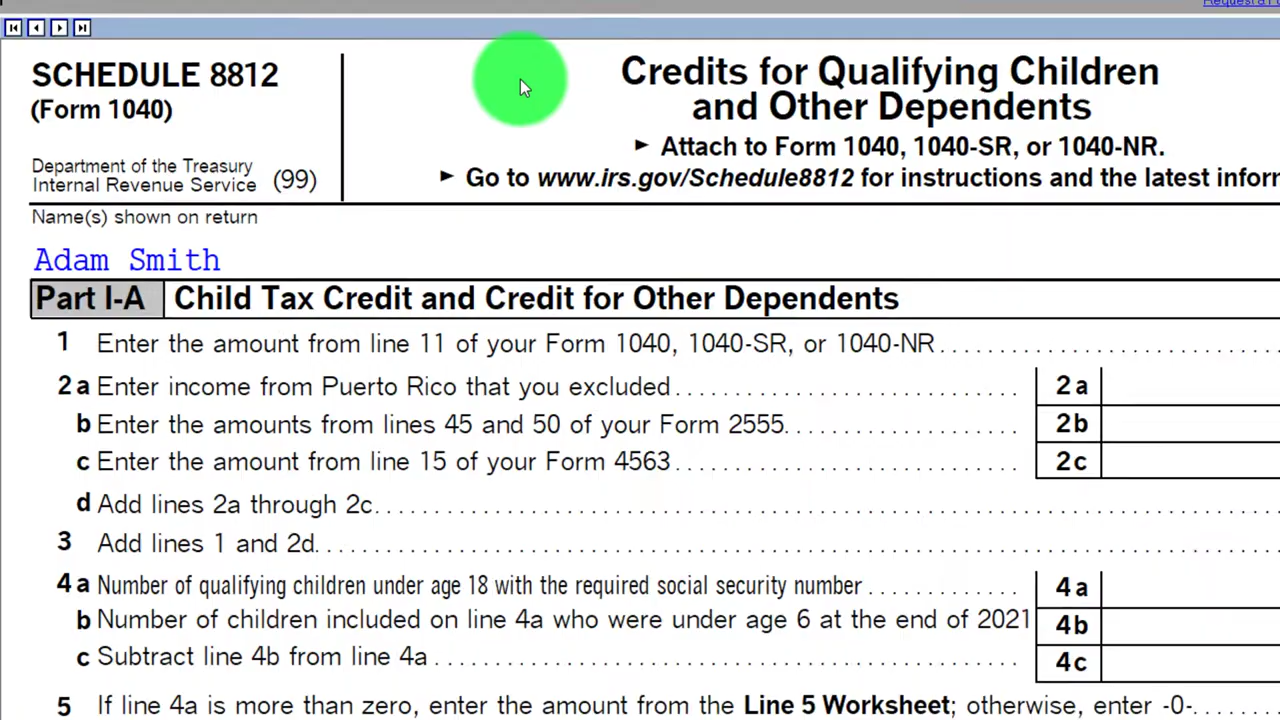 SCHEDULE 8812
(Form 1040)
Department of the Treasury
Internal Revenue Service (99)
Credits for Qualifying Children
and Other Dependents
► Attach to Form 1040, 1040-SR, or 1040-NR.
► Go to www.irs.gov/Schedule8812 for instructions and the latest infor
Name(s) shown on return
Adam Smith
Part I-A Child Tax Credit and Credit for Other Dependents
1 Enter the amount from line 11 of your Form 1040, 1040-SR, or 1040-NR
2a Enter income from Puerto Rico that you excluded 2a
b Enter the amounts from lines 45 and 50 of your Form 2555. 2b
c Enter the amount from line 15 of your Form 4563 2c
d Add lines 2a through 2c
3 Add lines 1 and 2d.
4a Number of qualifying children under age 18 with the required social security number 4a
b Number of children included on line 4a who were under age 6 at the end of 2021 4b
c Subtract line 4b from line 4a 4c
5 If line 4a is more than zero, enter the amount from the Line 5 Worksheet; otherwise, enter -0-